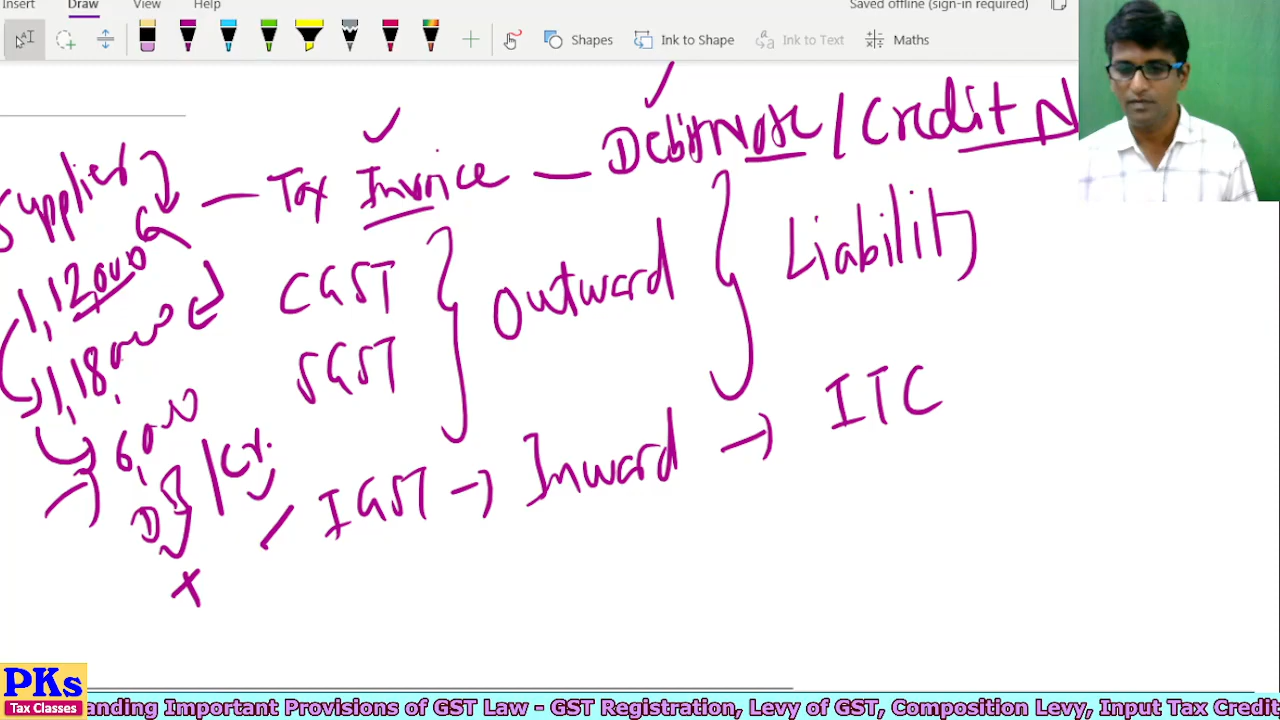 Insert Draw View Help Saved offline (sign-in required)
Shapes Ink to Shape Ink to Text Maths
Supplier — Tax Invoice — Debit Note / Credit N
1,12000 CGST Outward Liability
1,18000 SGST
6000 ITC
Dr / Cr. IGST → Inward →
x
PKs
Tax Classes
anding Important Provisions of GST Law - GST Registration, Levy of GST, Composition Levy, Input Tax Credit